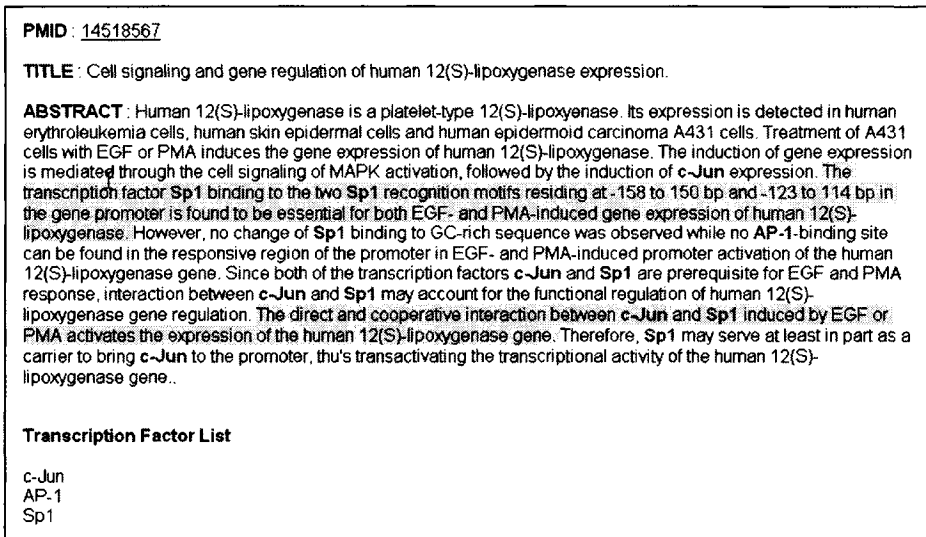 PMID : 14518567
TITLE : Cell signaling and gene regulation of human 12(S)-lipoxygenase expression.
ABSTRACT : Human 12(S)-lipoxygenase is a platelet-type 12(S)-lipoxyenase. Its expression is detected in human
erythroleukemia cells, human skin epidermal cells and human epidermoid carcinoma A431 cells. Treatment of A431
cells with EGF or PMA induces the gene expression of human 12(S)-lipoxygenase. The induction of gene expression
is mediated through the cell signaling of MAPK activation, followed by the induction of c-Jun expression. The
transcription factor Sp1 binding to the two Sp1 recognition motifs residing at -158 to 150 bp and -123 to 114 bp in
the gene promoter is found to be essential for both EGF- and PMA-induced gene expression of human 12(S)-
lipoxygenase. However, no change of Sp1 binding to GC-rich sequence was observed while no AP-1-binding site
can be found in the responsive region of the promoter in EGF- and PMA-induced promoter activation of the human
12(S)-lipoxygenase gene. Since both of the transcription factors c-Jun and Sp1 are prerequisite for EGF and PMA
response, interaction between c-Jun and Sp1 may account for the functional regulation of human 12(S)-
lipoxygenase gene regulation. The direct and cooperative interaction between c-Jun and Sp1 induced by EGF or
PMA activates the expression of the human 12(S)-lipoxygenase gene. Therefore, Sp1 may serve at least in part as a
carrier to bring c-Jun to the promoter, thu's transactivating the transcriptional activity of the human 12(S)-
lipoxygenase gene..
Transcription Factor List
c-Jun
AP-1
Sp1